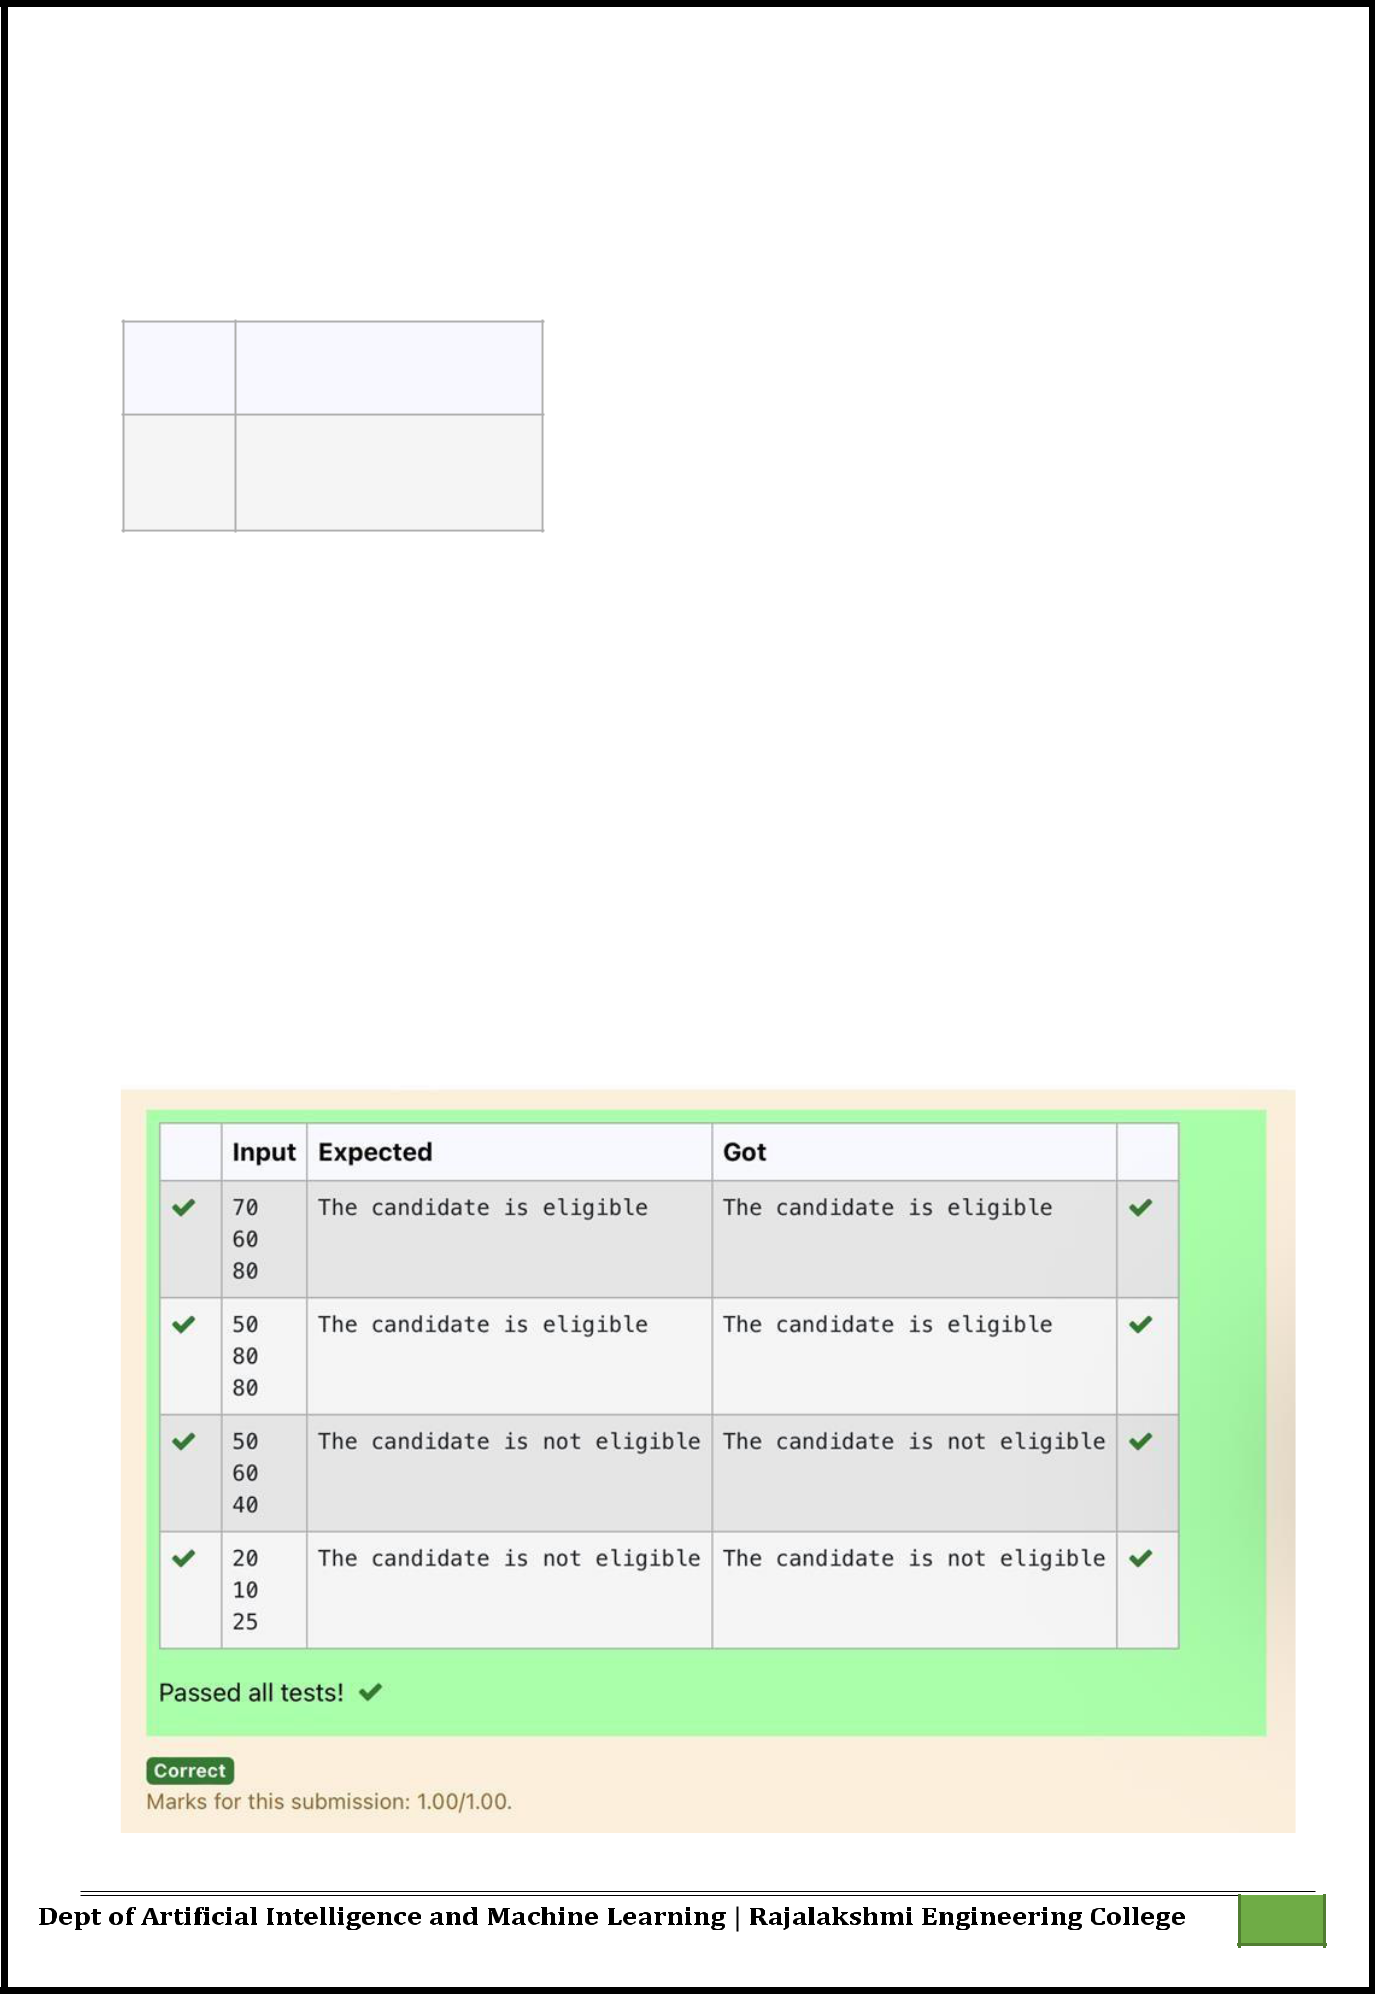 Input Expected Got
70 The candidate is eligible The candidate is eligible
60
80
50 The candidate is eligible The candidate is eligible
80
80
50 The candidate is not eligible The candidate is not eligible
60
40
20 The candidate is not eligible The candidate is not eligible
10
25
Passed all tests!
Correct
Marks for this submission: 1.00/1.00.
Dept of Artificial Intelligence and Machine Learning | Rajalakshmi Engineering College